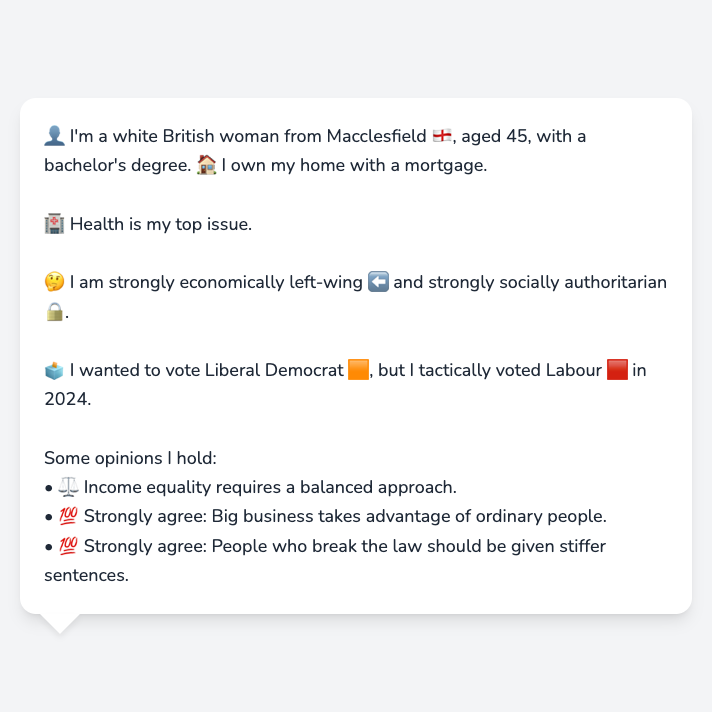 👤 I'm a white British woman from Macclesfield 🏴󠁧󠁢󠁥󠁮󠁧󠁿, aged 45, with a
bachelor's degree. 🏠 I own my home with a mortgage.
🏥 Health is my top issue.
🤔 I am strongly economically left-wing ⬅️ and strongly socially authoritarian
🔒.
🗳️ I wanted to vote Liberal Democrat 🟧, but I tactically voted Labour 🟥 in
2024.
Some opinions I hold:
• ⚖️ Income equality requires a balanced approach.
• 💯 Strongly agree: Big business takes advantage of ordinary people.
• 💯 Strongly agree: People who break the law should be given stiffer
sentences.